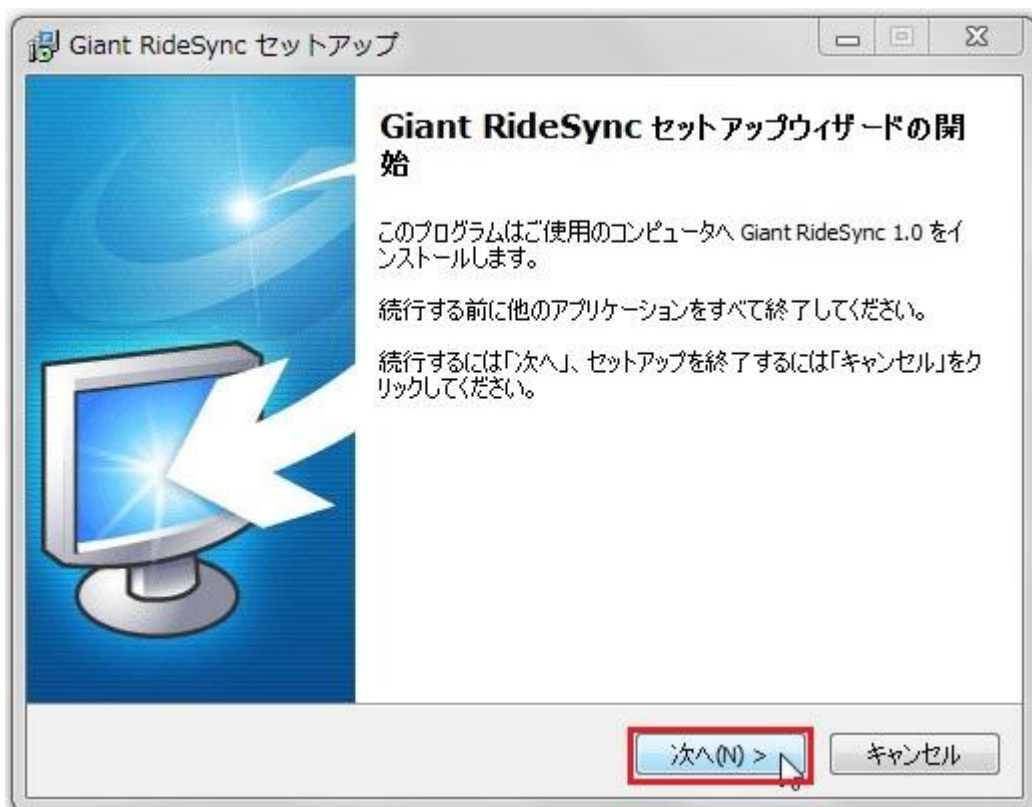 Giant RideSync セットアップ
Giant RideSync セットアップウィザードの開
始
このプログラムはご使用のコンピュータへ Giant RideSync 1.0 をイ
ンストールします。
続行する前に他のアプリケーションをすべて終了してください。
続行するには「次へ」、セットアップを終了するには「キャンセル」をク
リックしてください。
次へ(N) >
キャンセル